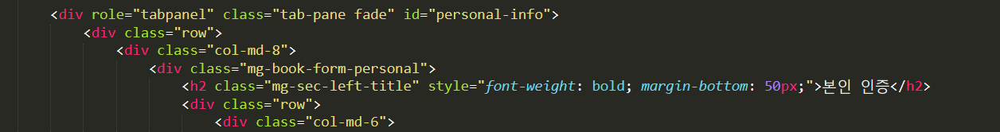 <div role="tabpanel" class="tab-pane fade" id="personal-info">
<div class="row">
<div class="col-md-8">
<div class="mg-book-form-personal">
<h2 class="mg-sec-left-title" style="font-weight: bold; margin-bottom: 50px;">본인 인증</h2>
<div class="row">
<div class="col-md-6">